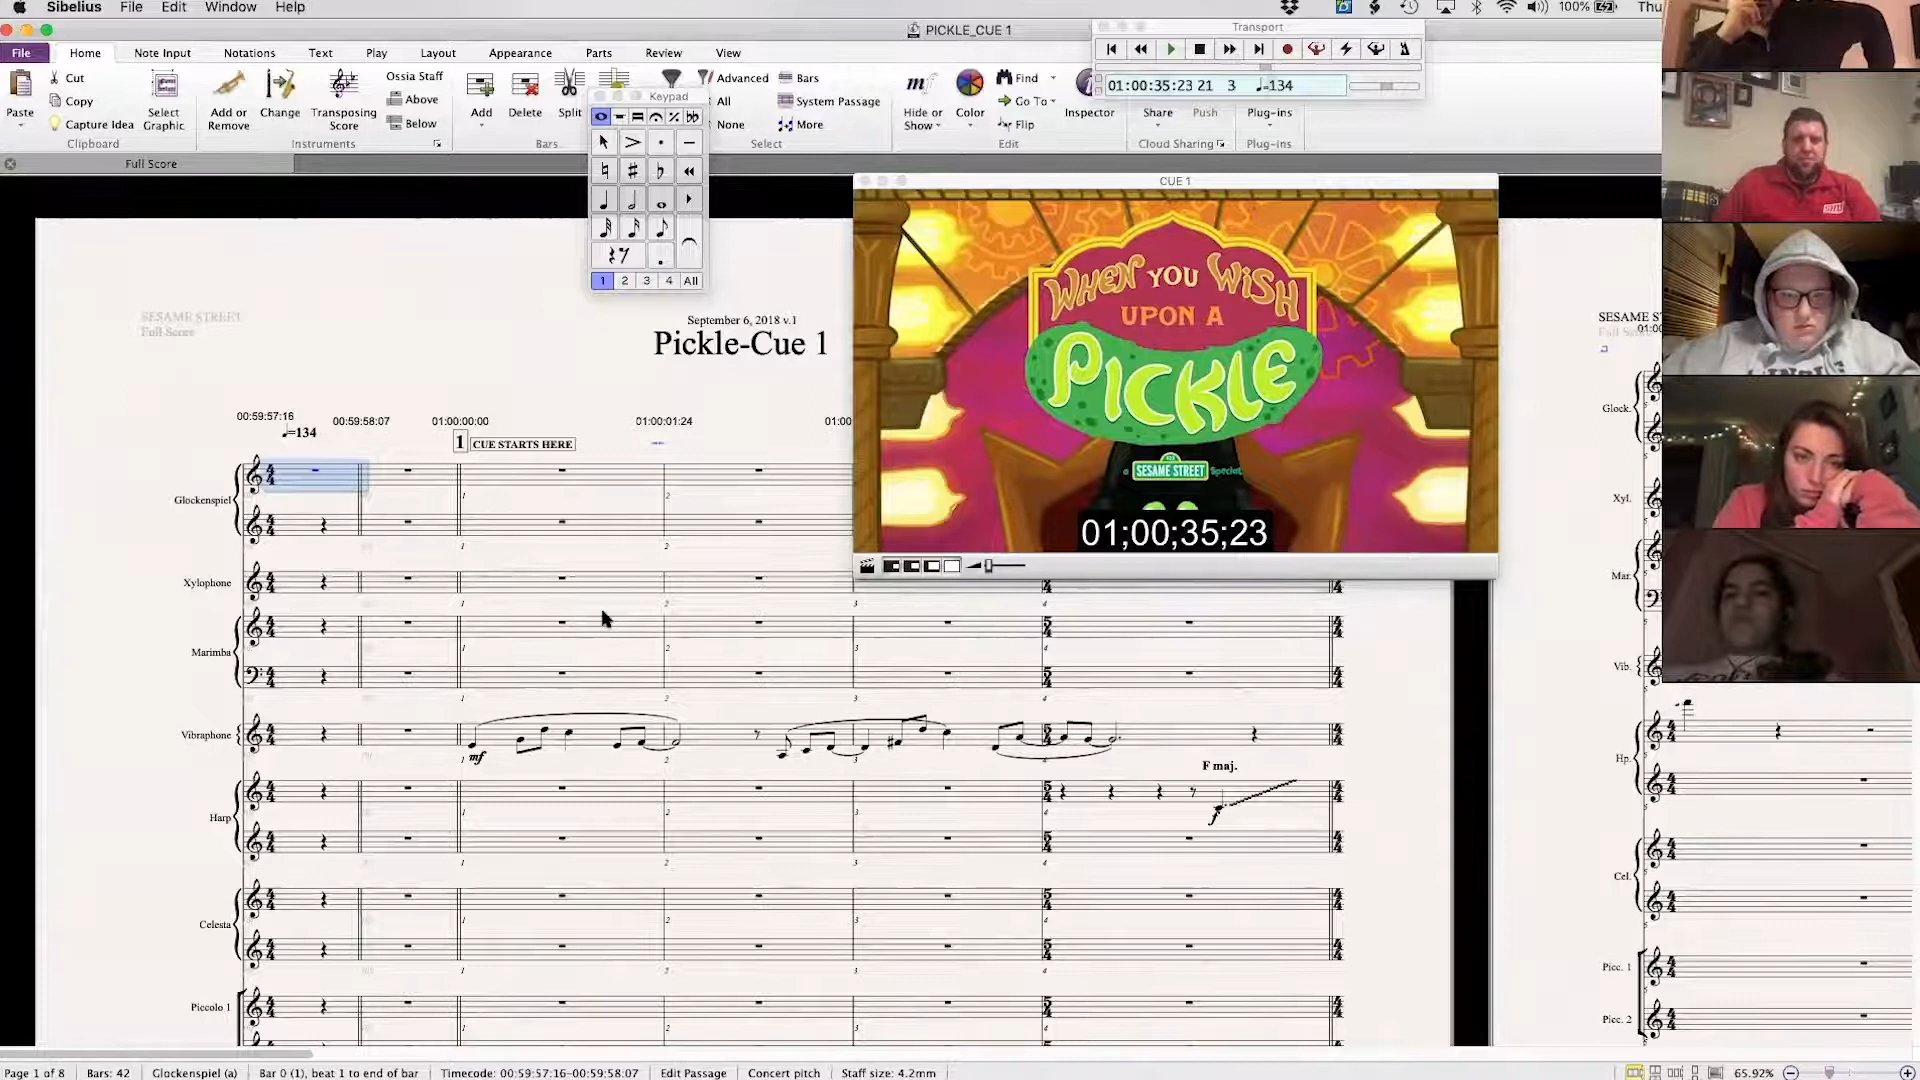 Sibelius File Edit Window Help 100% Thu
PICKLE_CUE 1
Transport
File Home Note Input Notations Text Play Layout Appearance Parts Review View
01:00:35:23 21 3 ♩=134
Paste Cut
Copy
Capture Idea
Clipboard
Select Graphic
Add or Remove
Change
Transposing Score
Ossia Staff
Above
Below
Instruments
Add
Delete
Split
Bars
Keypad
Advanced
All
None
Bars
System Passage
More
Select
Hide or Show
Color
Find
Go To
Flip
Edit
Inspector
Share
Push
Cloud Sharing
Plug-ins
Plug-ins
1 2 3 4 All
Full Score
CUE 1
WHEN YOU WiSH
UPON A
PiCKLE
a SESAME STREET Special
01;00;35;23
SESAME STREET
Full Score
September 6, 2018 v.1
Pickle-Cue 1
00:59:57:16 00:59:58:07 01:00:00:00 01:00:01:24 01:00
♩=134
1 CUE STARTS HERE
Glockenspiel
Xylophone
Marimba
Vibraphone
mf
F maj.
Harp
f
Celesta
Piccolo 1
SESAME S
Glock.
Xyl.
Mar.
Vib.
Hp.
Cel.
Picc. 1
Picc. 2
Page 1 of 8 Bars: 42 Glockenspiel (a) Bar 0 (1), beat 1 to end of bar Timecode: 00:59:57:16-00:59:58:07 Edit Passage Concert pitch Staff size: 4.2mm 65.92%